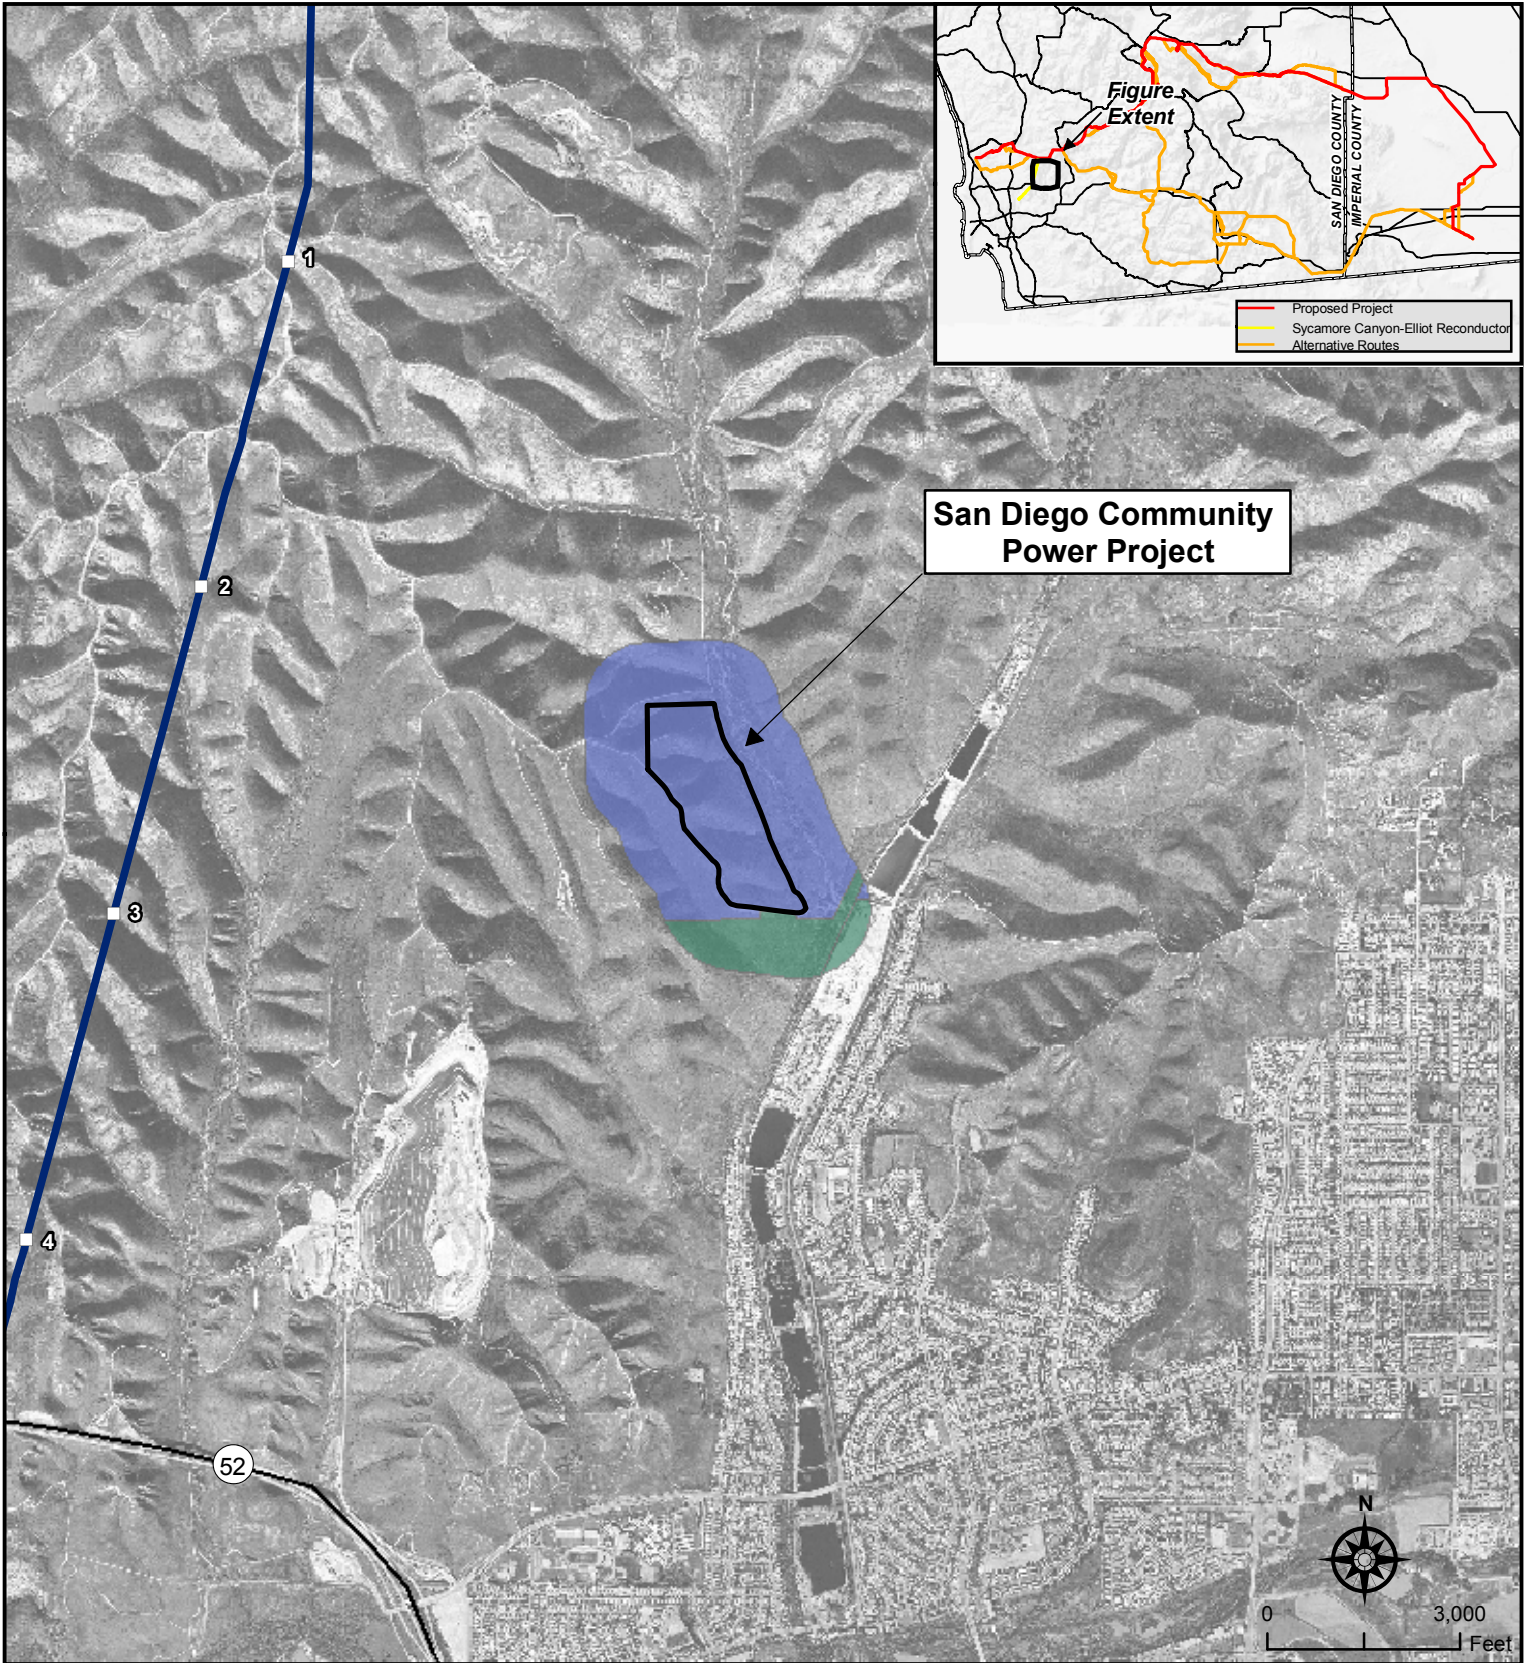 Figure
Extent
SAN DIEGO COUNTY
IMPERIAL COUNTY
Proposed Project
Sycamore Canyon-Elliot Reconductor
Alternative Routes
1
San Diego Community
Power Project
2
3
4
52
N
0 3,000
Feet